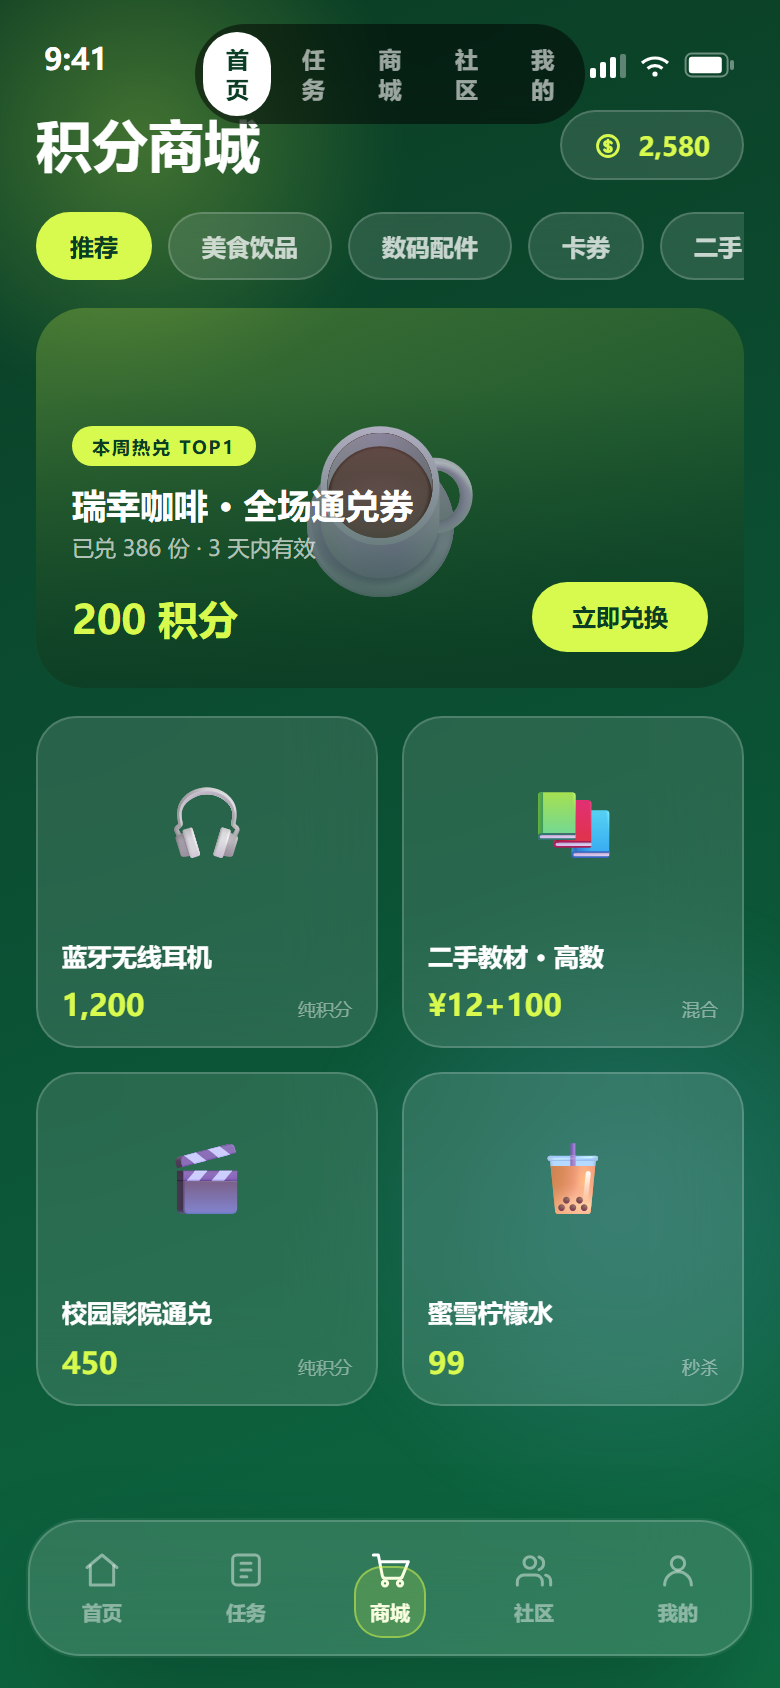 9:41
首页
任务
商城
社区
我的
积分商城
2,580
推荐
美食饮品
数码配件
卡券
二手
本周热兑 TOP1
瑞幸咖啡 • 全场通兑券
已兑 386 份 · 3 天内有效
200 积分
立即兑换
蓝牙无线耳机
1,200
纯积分
二手教材 • 高数
¥12+100
混合
校园影院通兑
450
纯积分
蜜雪柠檬水
99
秒杀
首页
任务
商城
社区
我的